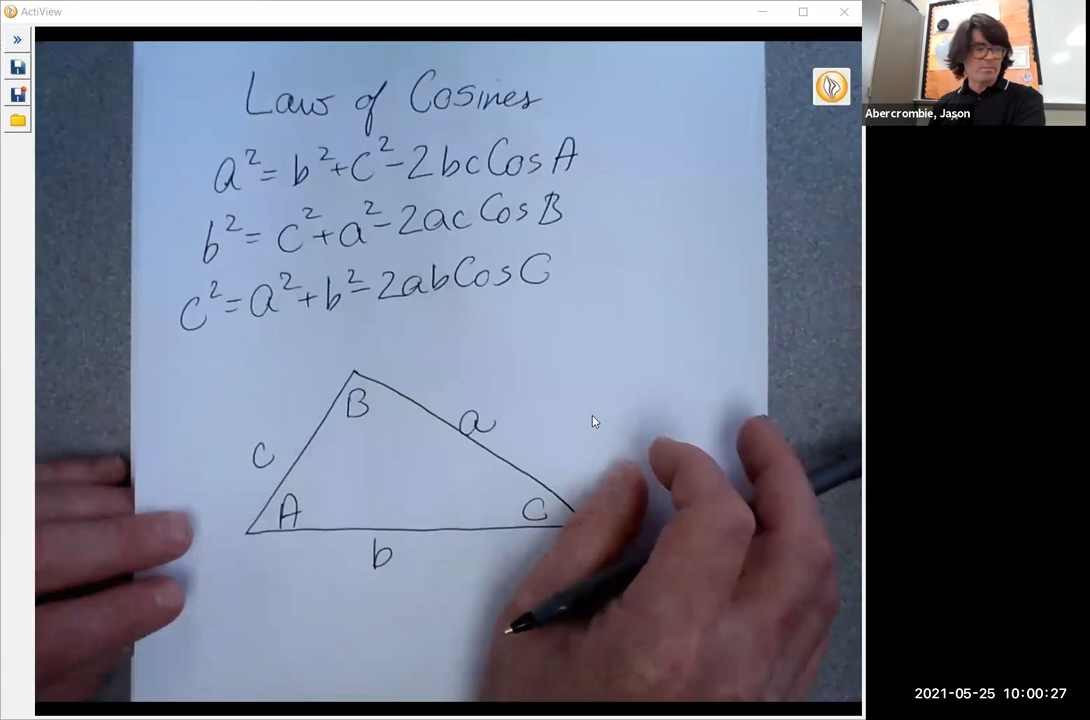 ActiView
Law of Cosines
a²= b²+c²-2bc Cos A
b²= c²+a²-2ac Cos B
c²=a²+b²-2ab Cos C
B
a
c
A
C
b
Abercrombie, Jason
2021-05-25 10:00:27